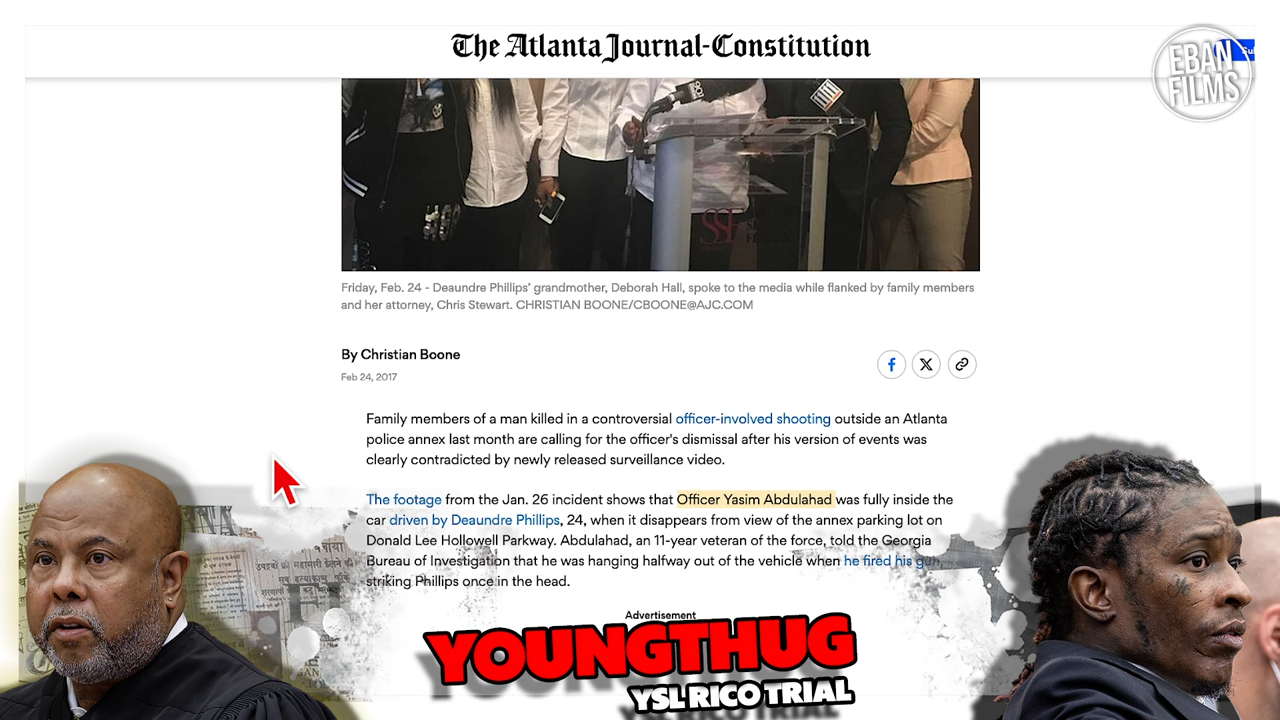 The Atlanta Journal-Constitution
EBAN
FILMS
Friday, Feb. 24 - Deaundre Phillips' grandmother, Deborah Hall, spoke to the media while flanked by family members
and her attorney, Chris Stewart. CHRISTIAN BOONE/CBOONE@AJC.COM
By Christian Boone
Feb 24, 2017
Family members of a man killed in a controversial officer-involved shooting outside an Atlanta
police annex last month are calling for the officer's dismissal after his version of events was
clearly contradicted by newly released surveillance video.
The footage from the Jan. 26 incident shows that Officer Yasim Abdulahad was fully inside the
car driven by Deaundre Phillips, 24, when it disappears from view of the annex parking lot on
Donald Lee Hollowell Parkway. Abdulahad, an 11-year veteran of the force, told the Georgia
Bureau of Investigation that he was hanging halfway out of the vehicle when he fired his gun,
striking Phillips once in the head.
Advertisement
YOUNGTHUG
YSL RICO TRIAL